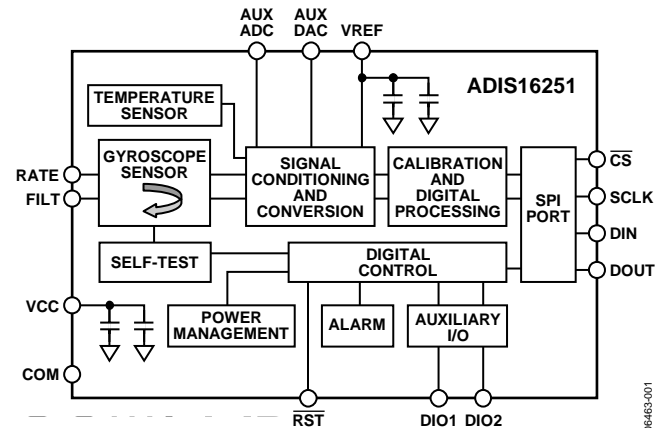 AUX
ADC
AUX
DAC
VREF
ADIS16251
TEMPERATURE
SENSOR
GYROSCOPE
SENSOR
SIGNAL
CONDITIONING
AND
CONVERSION
CALIBRATION
AND
DIGITAL
PROCESSING
SPI
PORT
RATE
FILT
CS
SCLK
DIN
DOUT
SELF-TEST
DIGITAL
CONTROL
VCC
POWER
MANAGEMENT
ALARM
AUXILIARY
I/O
COM
RST
DIO1 DIO2
06463-001